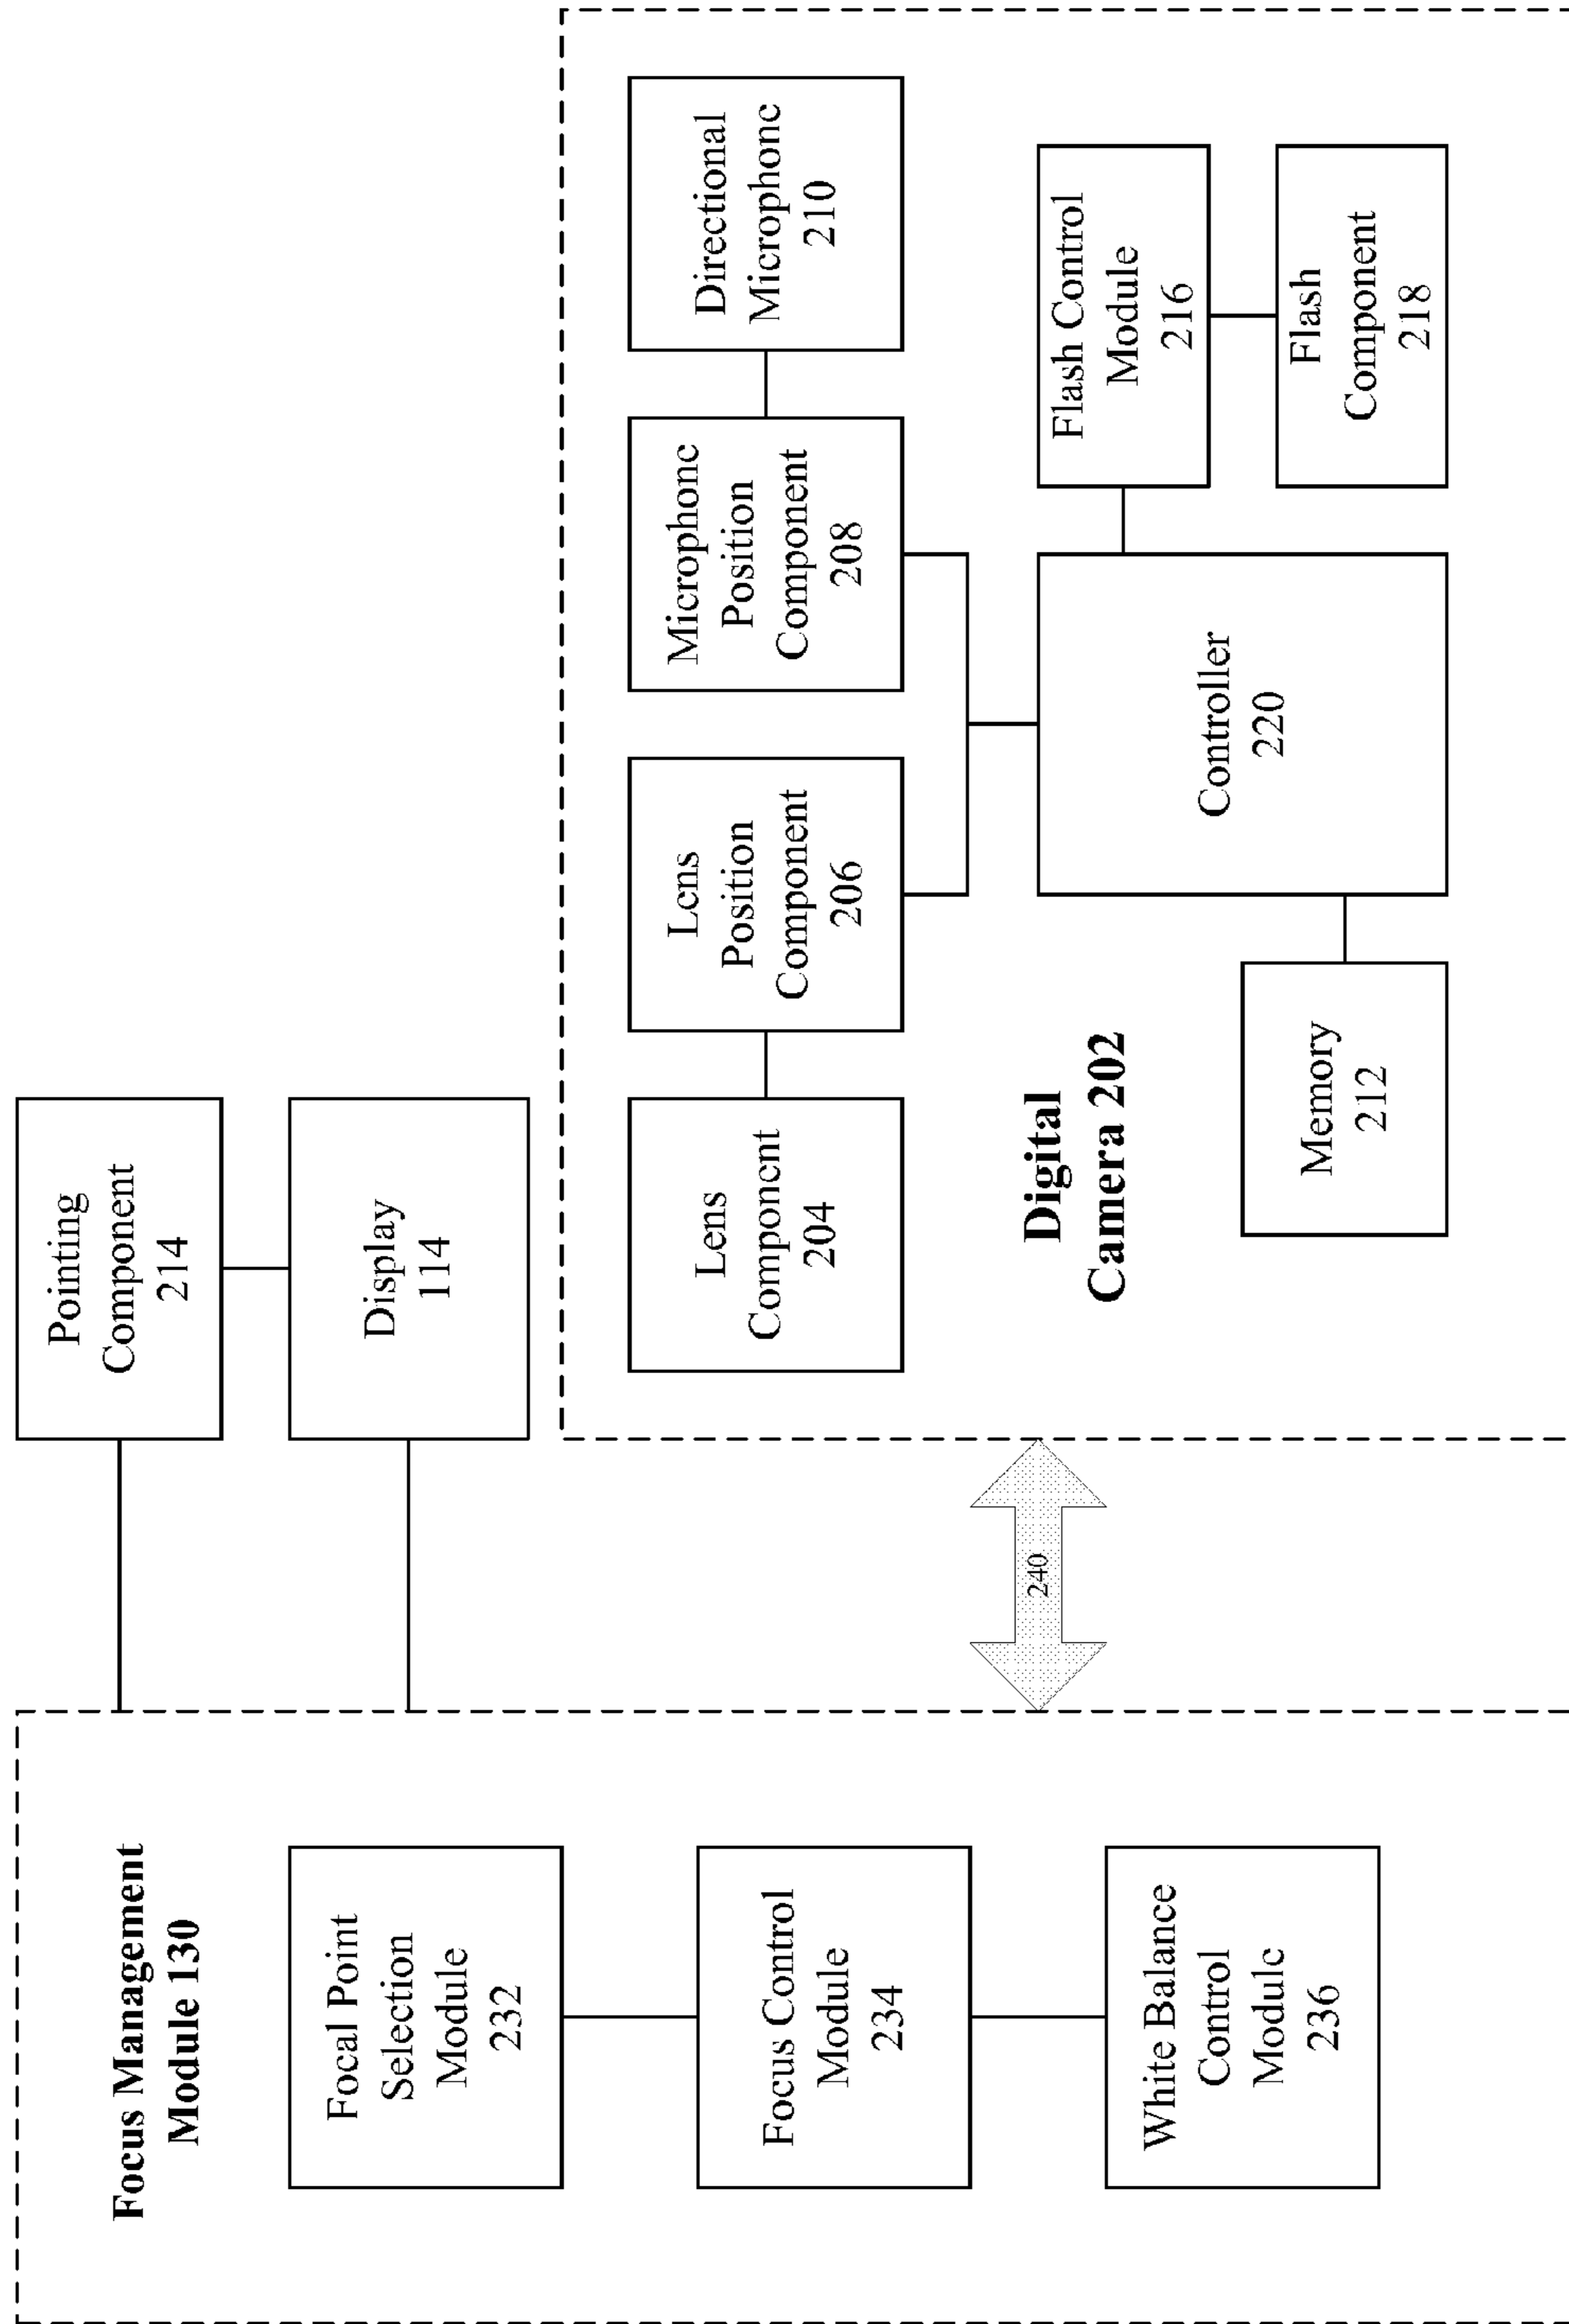 Focus Management
Module 130
Focal Point
Selection
Module
232
Focus Control
Module
234
White Balance
Control
Module
236
240
Pointing
Component
214
Display
114
Lens
Component
204
Lens
Position
Component
206
Microphone
Position
Component
208
Directional
Microphone
210
Digital
Camera 202
Memory
212
Controller
220
Flash Control
Module
216
Flash
Component
218